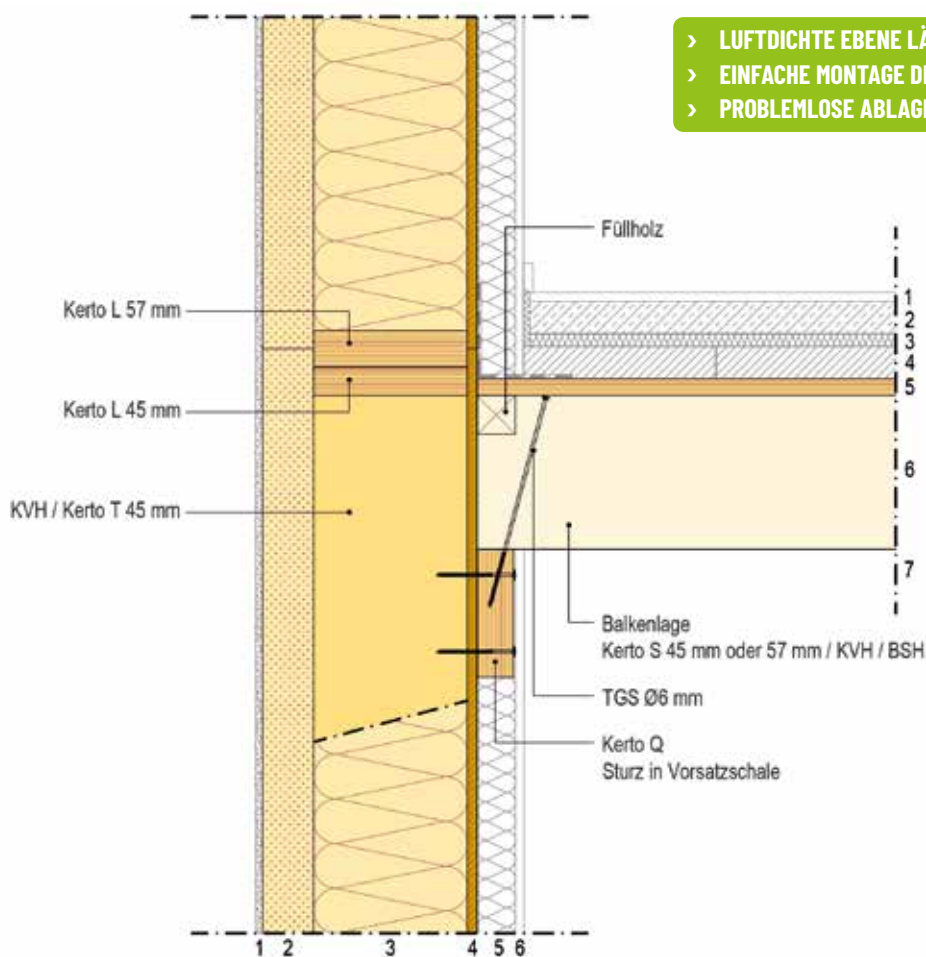 › LUFTDICHTE EBENE LÄ
› EINFACHE MONTAGE DE
› PROBLEMLOSE ABLAGE
Füllholz
Kerto L 57 mm
Kerto L 45 mm
KVH / Kerto T 45 mm
1
2
3
4
5
6
7
Balkenlage
Kerto S 45 mm oder 57 mm / KVH / BSH
TGS Ø6 mm
Kerto Q
Sturz in Vorsatzschale
1 2 3 4 5 6